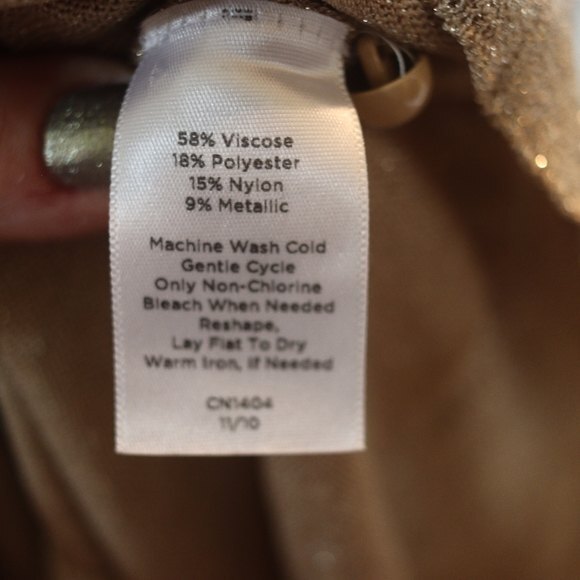 58% Viscose
18% Polyester
15% Nylon
9% Metallic
Machine Wash Cold
Gentle Cycle
Only Non-Chlorine
Bleach When Needed
Reshape,
Lay Flat To Dry
Warm Iron, If Needed
CN1404
11/10